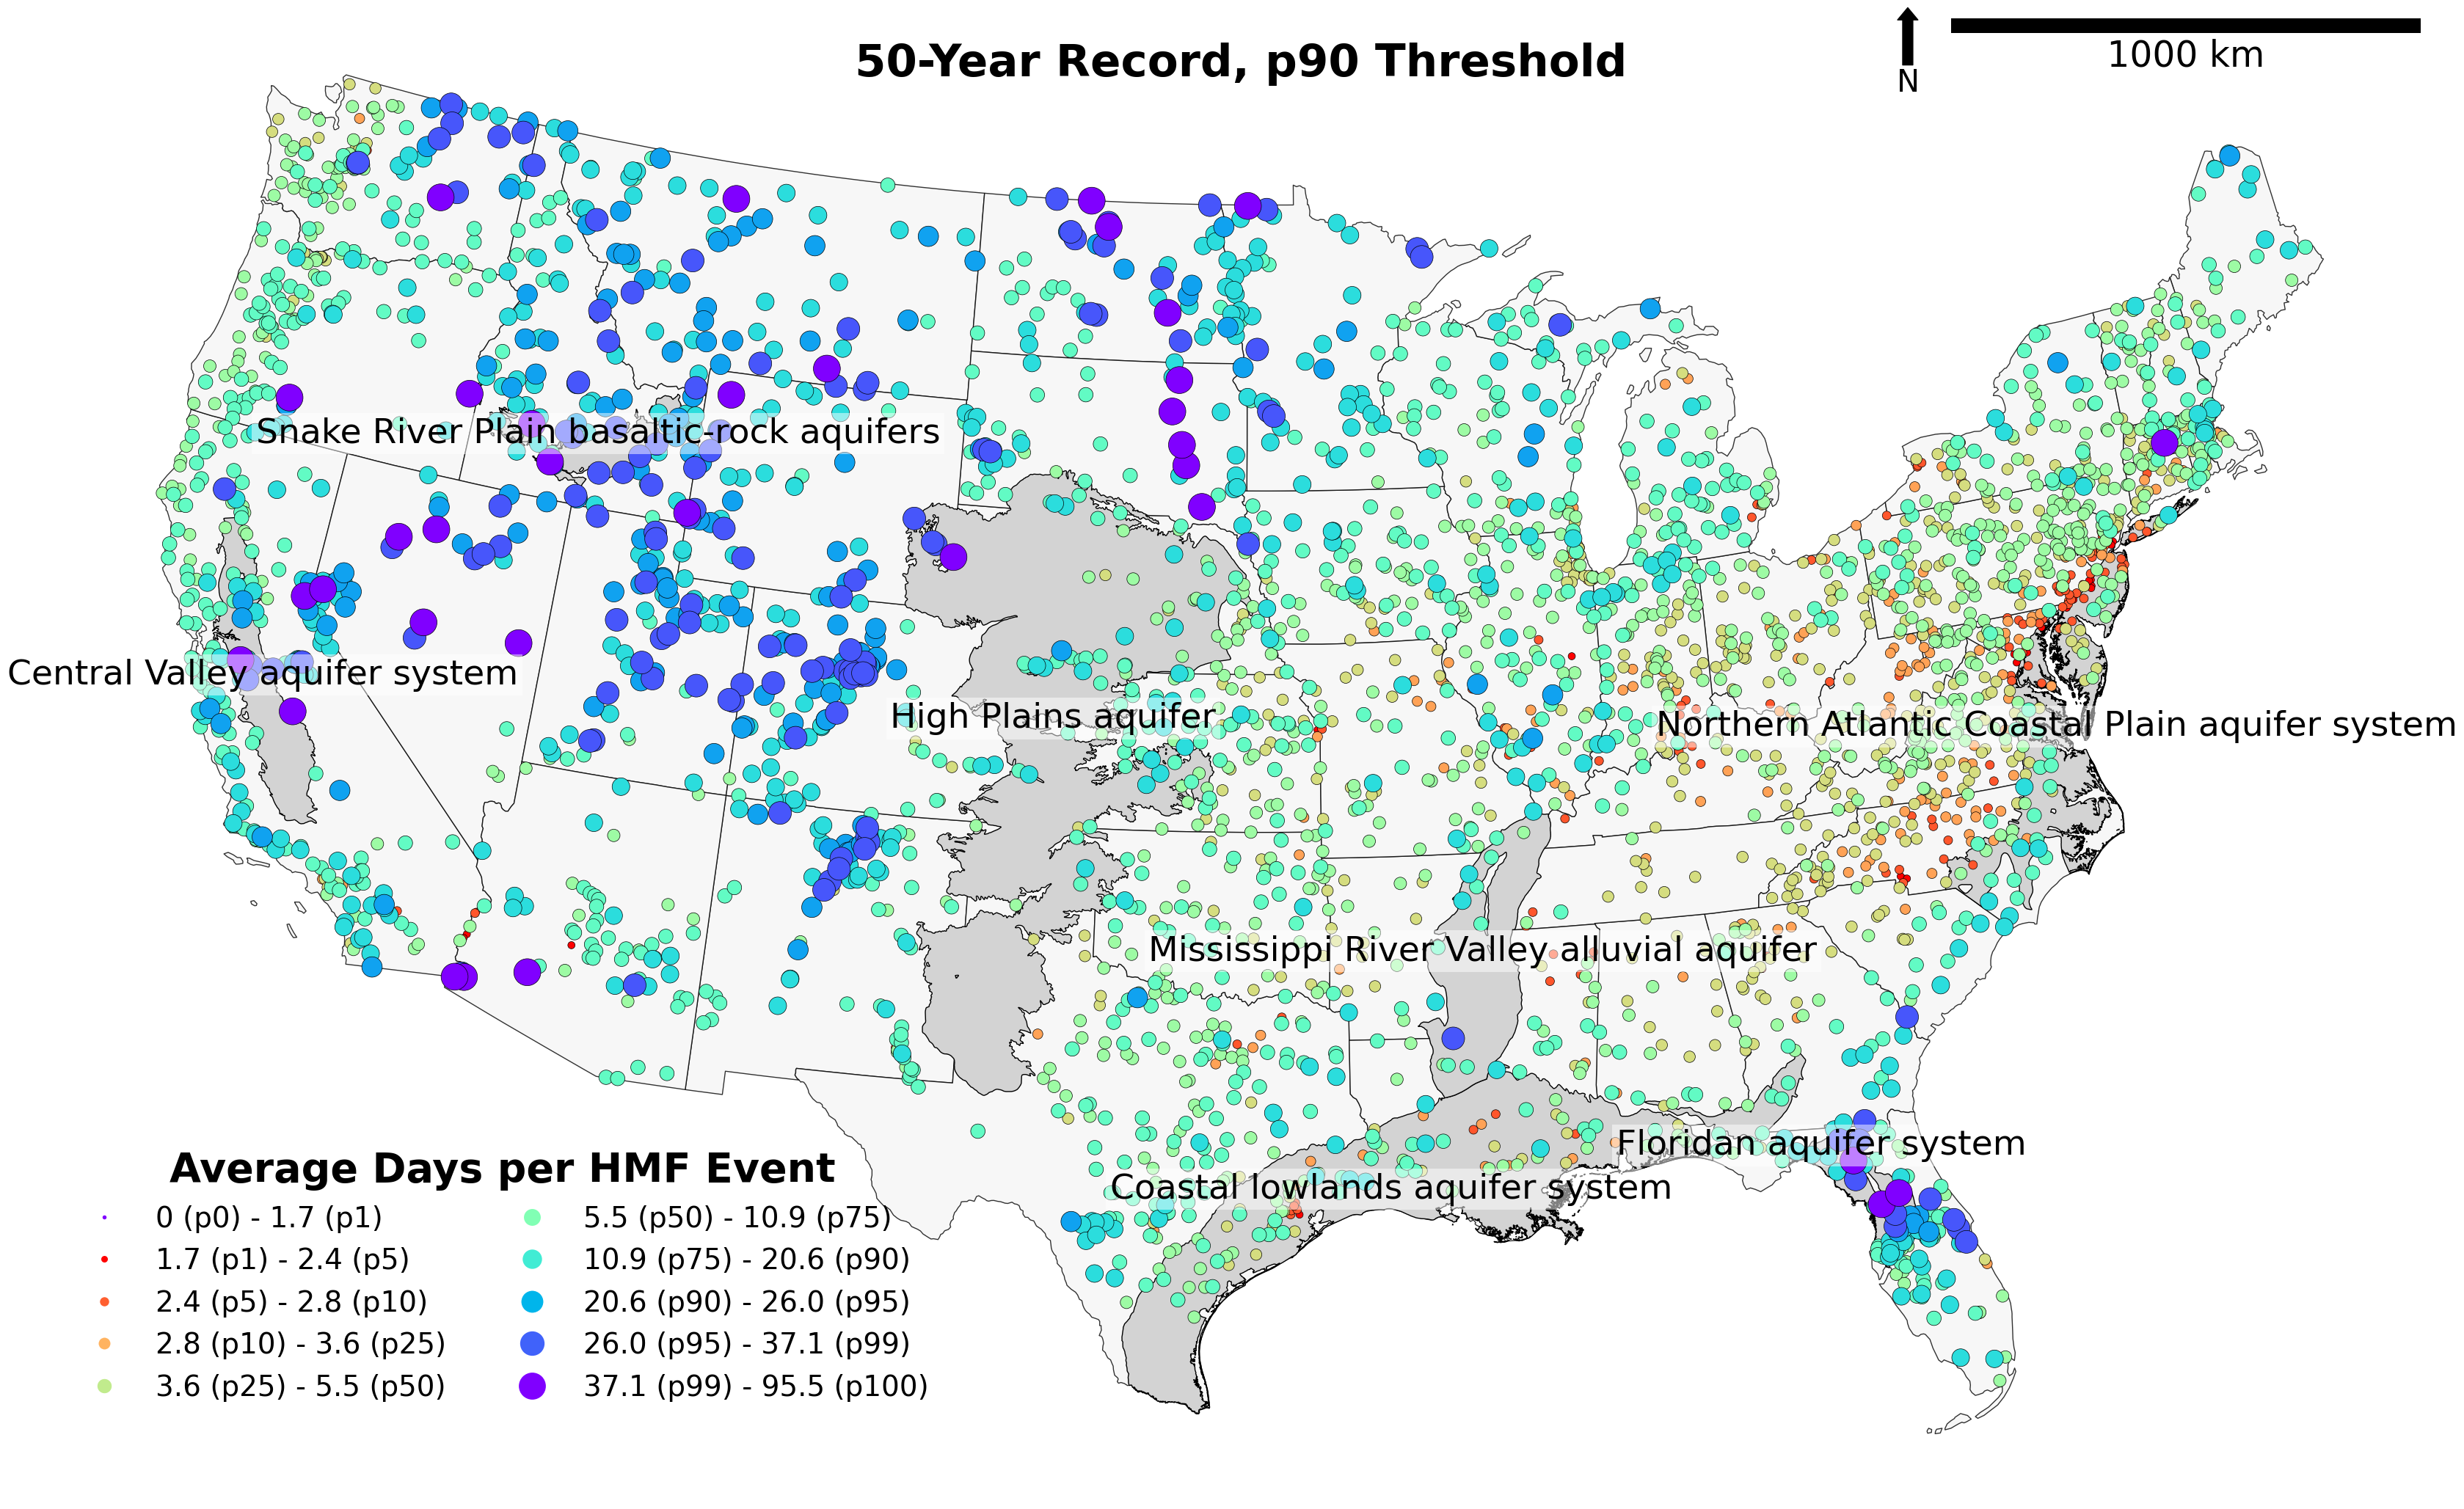 50-Year Record, p90 Threshold
1000 km
N
Snake River Plain basaltic-rock aquifers
Central Valley aquifer system
High Plains aquifer
Northern Atlantic Coastal Plain aquifer system
Mississippi River Valley alluvial aquifer
Floridan aquifer system
Coastal lowlands aquifer system
Average Days per HMF Event
0 (p0) - 1.7 (p1)
1.7 (p1) - 2.4 (p5)
2.4 (p5) - 2.8 (p10)
2.8 (p10) - 3.6 (p25)
3.6 (p25) - 5.5 (p50)
5.5 (p50) - 10.9 (p75)
10.9 (p75) - 20.6 (p90)
20.6 (p90) - 26.0 (p95)
26.0 (p95) - 37.1 (p99)
37.1 (p99) - 95.5 (p100)